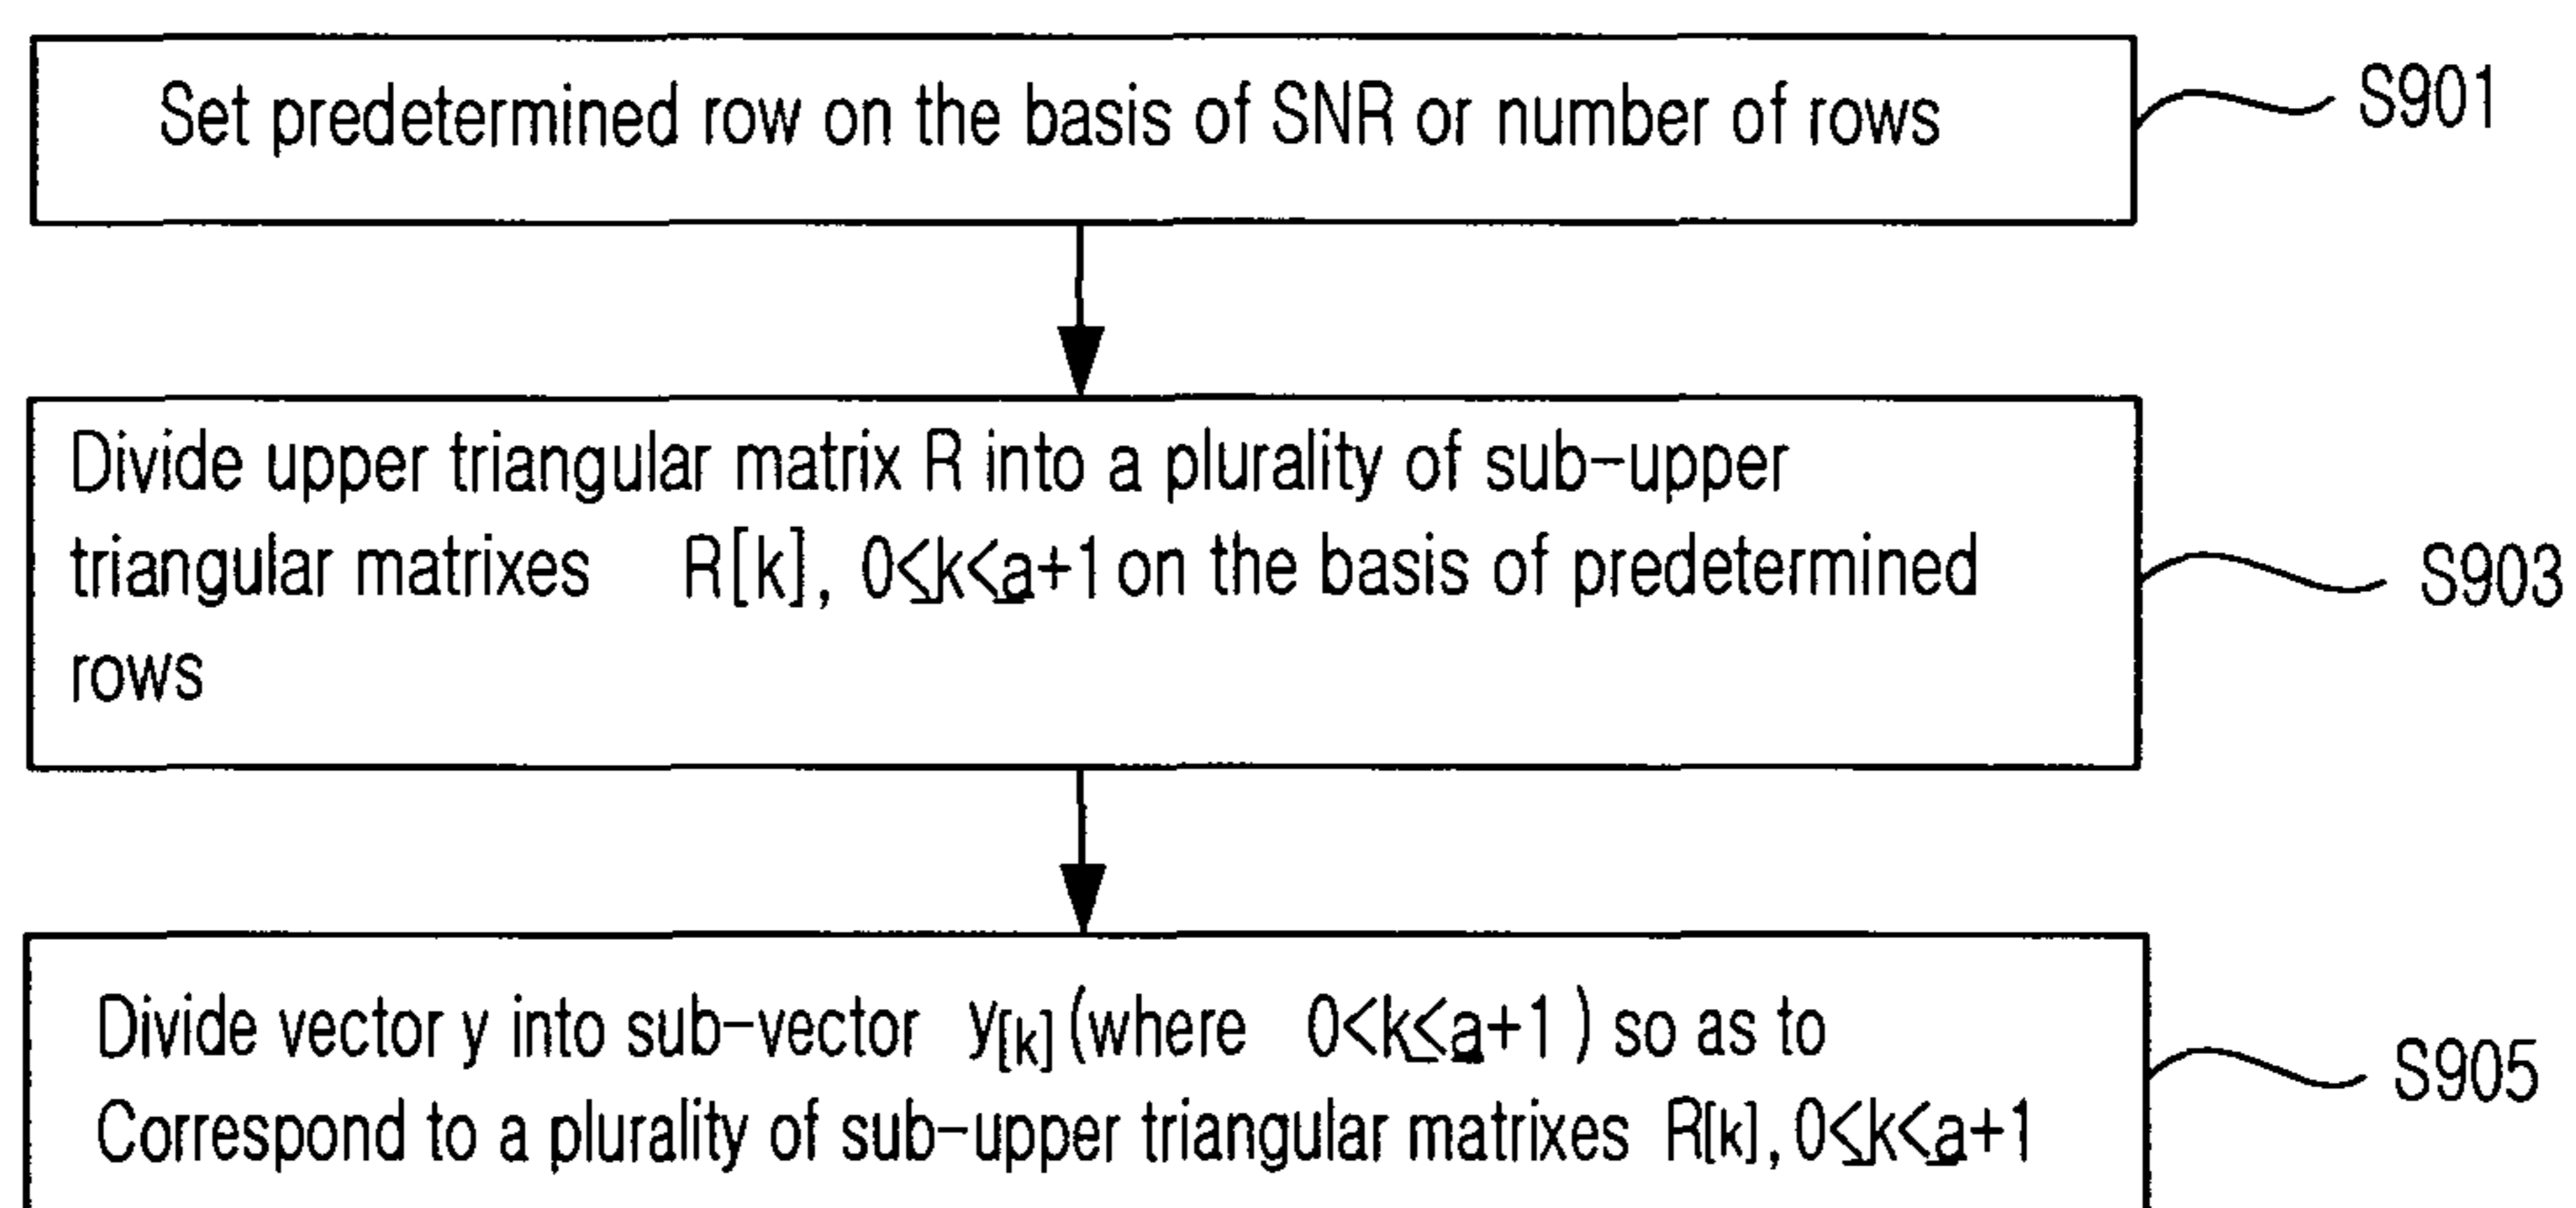 Set predetermined row on the basis of SNR or number of rows
S901
Divide upper triangular matrix R into a plurality of sub-upper
triangular matrixes R[k], 0≤k≤a+1 on the basis of predetermined
rows
S903
Divide vector y into sub-vector y[k] (where 0<k≤a+1 ) so as to
Correspond to a plurality of sub-upper triangular matrixes R[k], 0≤k≤a+1
S905